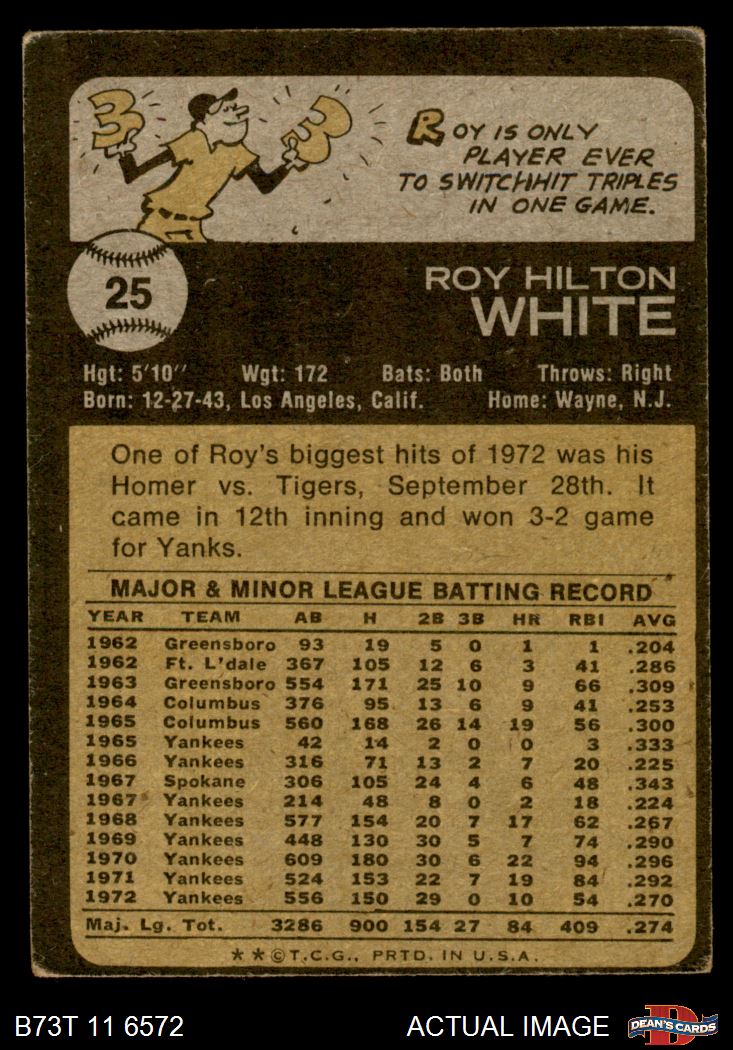 3 3
ROY IS ONLY
PLAYER EVER
TO SWITCHHIT TRIPLES
IN ONE GAME.
25
ROY HILTON
WHITE
Hgt: 5'10" Wgt: 172 Bats: Both Throws: Right
Born: 12-27-43, Los Angeles, Calif. Home: Wayne, N.J.
One of Roy's biggest hits of 1972 was his
Homer vs. Tigers, September 28th. It
came in 12th inning and won 3-2 game
for Yanks.
MAJOR & MINOR LEAGUE BATTING RECORD
YEAR TEAM AB H 2B 3B HR RBI AVG
1962 Greensboro 93 19 5 0 1 1 .204
1962 Ft. L'dale 367 105 12 6 3 41 .286
1963 Greensboro 554 171 25 10 9 66 .309
1964 Columbus 376 95 13 6 9 41 .253
1965 Columbus 560 168 26 14 19 56 .300
1965 Yankees 42 14 2 0 0 3 .333
1966 Yankees 316 71 13 2 7 20 .225
1967 Spokane 306 105 24 4 6 48 .343
1967 Yankees 214 48 8 0 2 18 .224
1968 Yankees 577 154 20 7 17 62 .267
1969 Yankees 448 130 30 5 7 74 .290
1970 Yankees 609 180 30 6 22 94 .296
1971 Yankees 524 153 22 7 19 84 .292
1972 Yankees 556 150 29 0 10 54 .270
Maj. Lg. Tot. 3286 900 154 27 84 409 .274
**©T.C.G., PRTD. IN U.S.A.
B73T 11 6572 ACTUAL IMAGE D DEAN'S CARDS